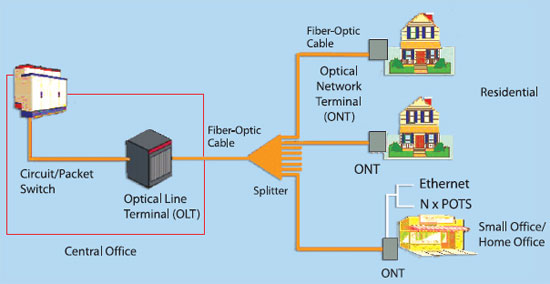 Fiber-Optic
Cable
Optical
Network
Terminal
(ONT)
Residential
Fiber-Optic
Cable
Circuit/Packet
Switch
Optical Line
Terminal (OLT)
Splitter
ONT
Ethernet
N x POTS
Small Office/
Home Office
Central Office
ONT